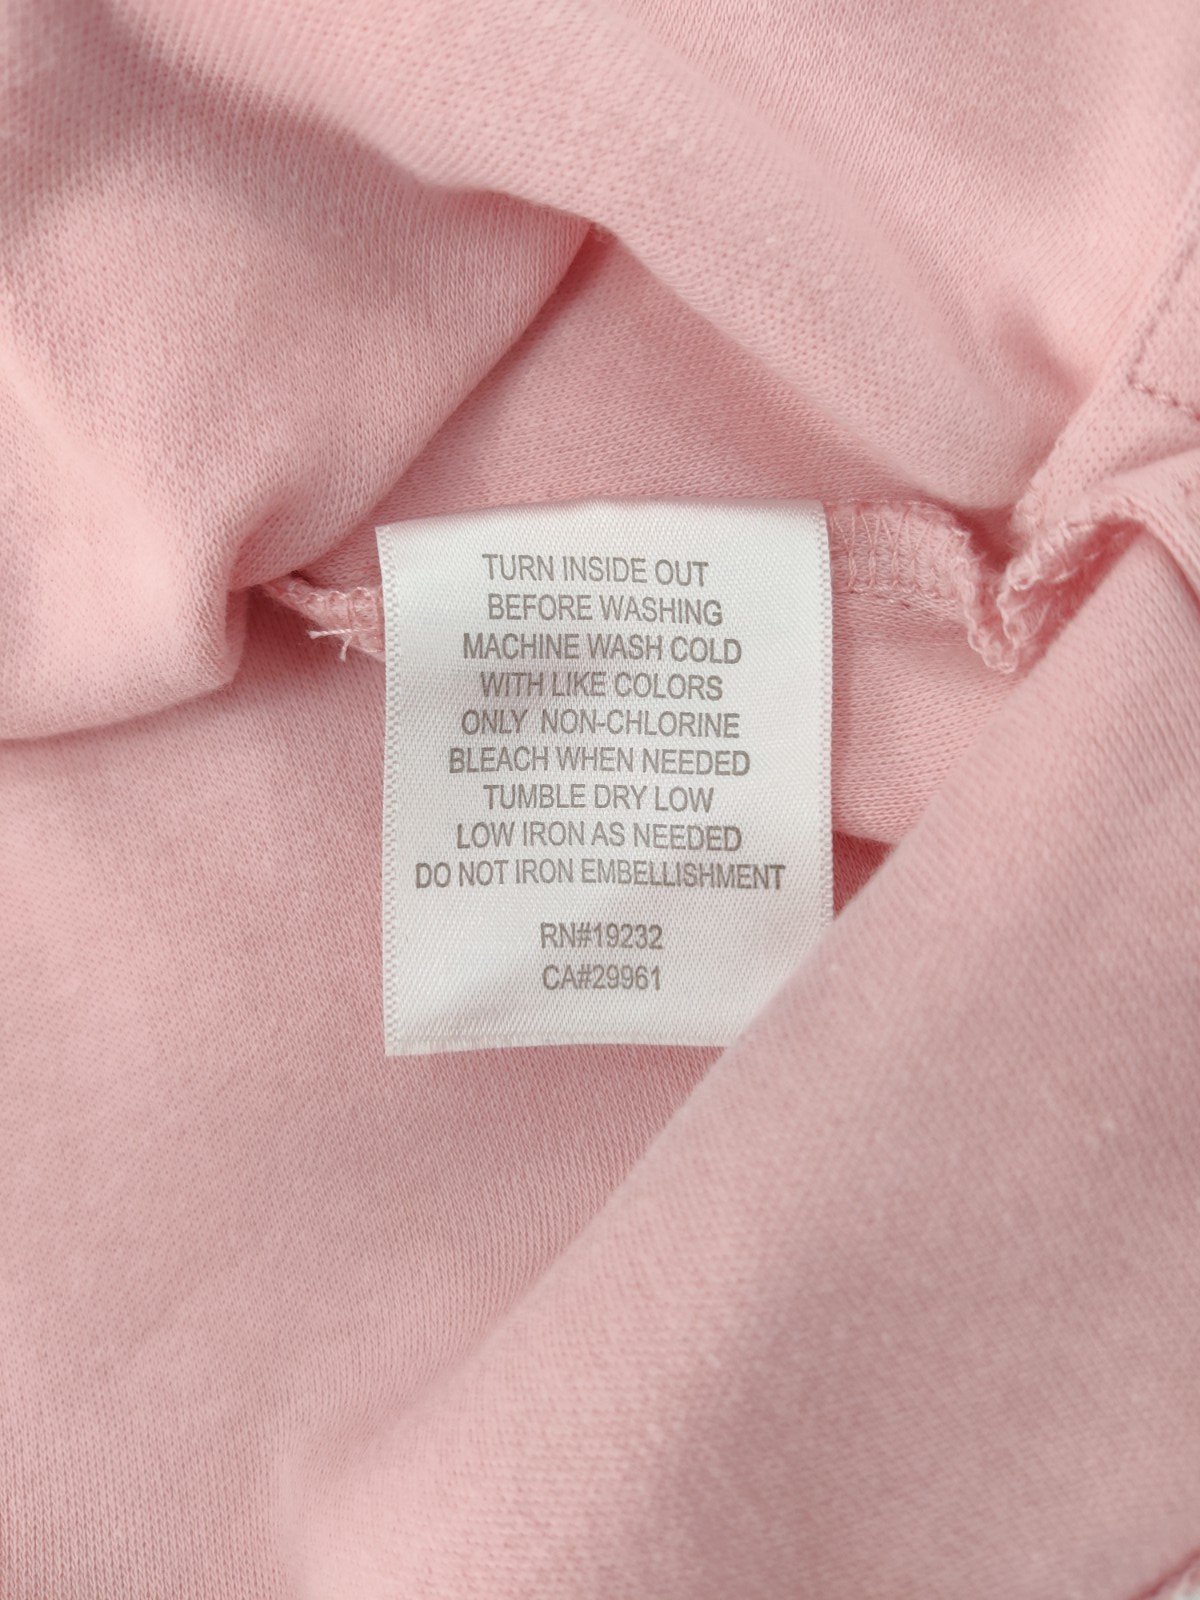 TURN INSIDE OUT
BEFORE WASHING
MACHINE WASH COLD
WITH LIKE COLORS
ONLY NON-CHLORINE
BLEACH WHEN NEEDED
TUMBLE DRY LOW
LOW IRON AS NEEDED
DO NOT IRON EMBELLISHMENT
RN#19232
CA#29961